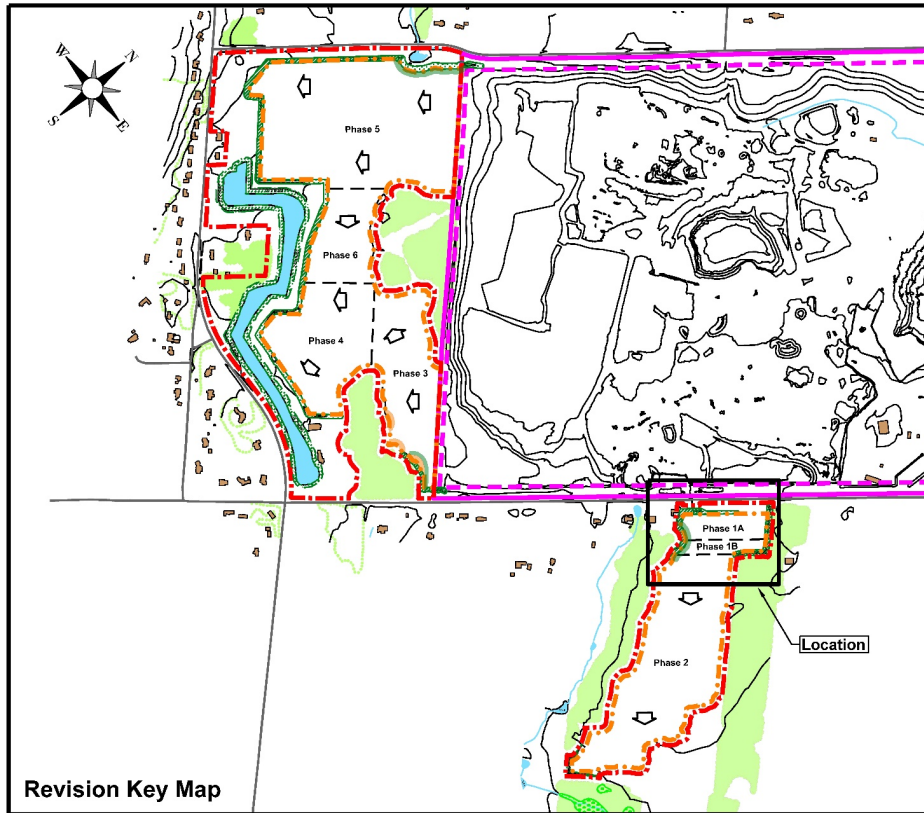 W
N
S
E
Phase 5
Phase 6
Phase 4
Phase 3
Phase 1A
Phase 1B
Location
Phase 2
Revision Key Map